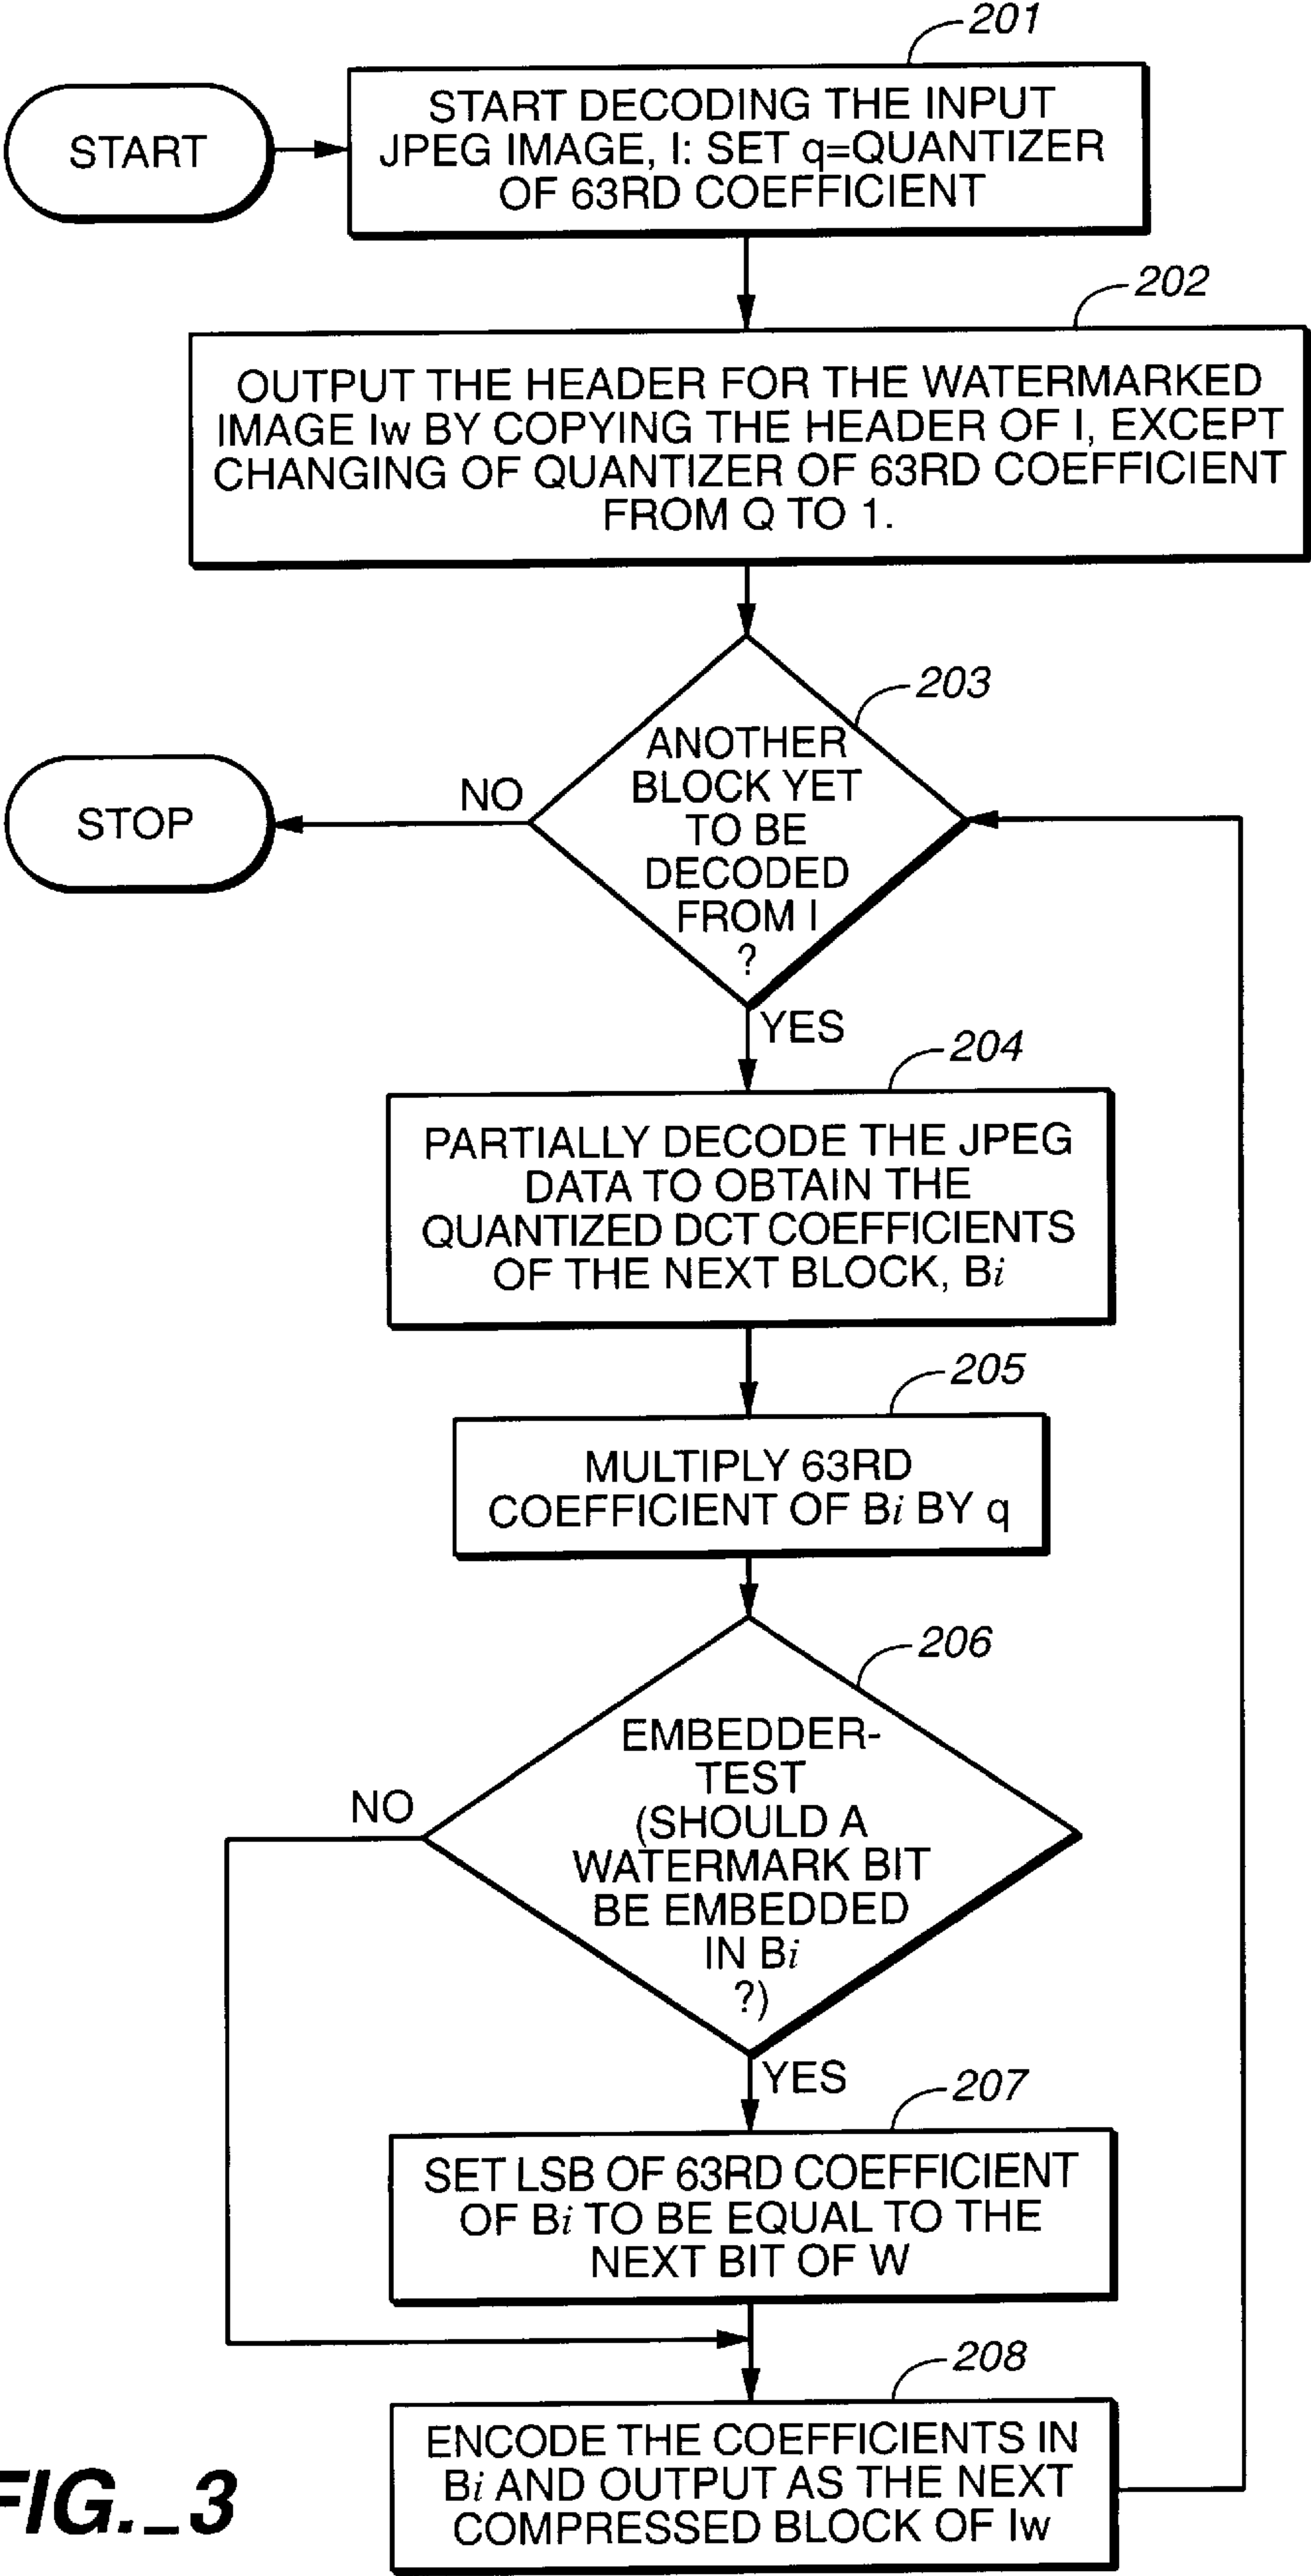 201
START
START DECODING THE INPUT
JPEG IMAGE, I: SET q=QUANTIZER
OF 63RD COEFFICIENT
202
OUTPUT THE HEADER FOR THE WATERMARKED
IMAGE Iw BY COPYING THE HEADER OF I, EXCEPT
CHANGING OF QUANTIZER OF 63RD COEFFICIENT
FROM Q TO 1.
203
ANOTHER
BLOCK YET
TO BE
DECODED
FROM I
?
NO
STOP
YES
204
PARTIALLY DECODE THE JPEG
DATA TO OBTAIN THE
QUANTIZED DCT COEFFICIENTS
OF THE NEXT BLOCK, Bi
205
MULTIPLY 63RD
COEFFICIENT OF Bi BY q
206
EMBEDDER-
TEST
(SHOULD A
WATERMARK BIT
BE EMBEDDED
IN Bi
?)
NO
YES
207
SET LSB OF 63RD COEFFICIENT
OF Bi TO BE EQUAL TO THE
NEXT BIT OF W
208
ENCODE THE COEFFICIENTS IN
Bi AND OUTPUT AS THE NEXT
COMPRESSED BLOCK OF Iw
FIG._3